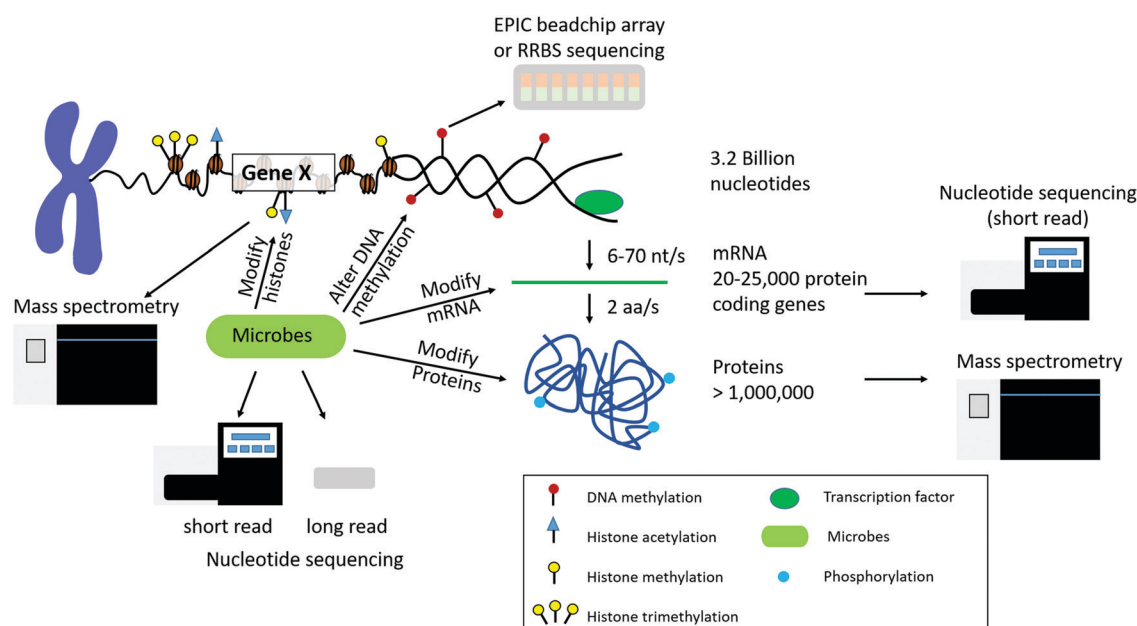 EPIC beadchip array
or RRBS sequencing
Gene X
3.2 Billion
nucleotides
Nucleotide sequencing
(short read)
Modify
histones
Alter DNA
methylation
6-70 nt/s
mRNA
20-25,000 protein
coding genes
Modify
mRNA
2 aa/s
Mass spectrometry
Microbes
Modify
Proteins
Proteins
> 1,000,000
Mass spectrometry
short read
long read
Nucleotide sequencing
DNA methylation
Transcription factor
Histone acetylation
Microbes
Histone methylation
Phosphorylation
Histone trimethylation